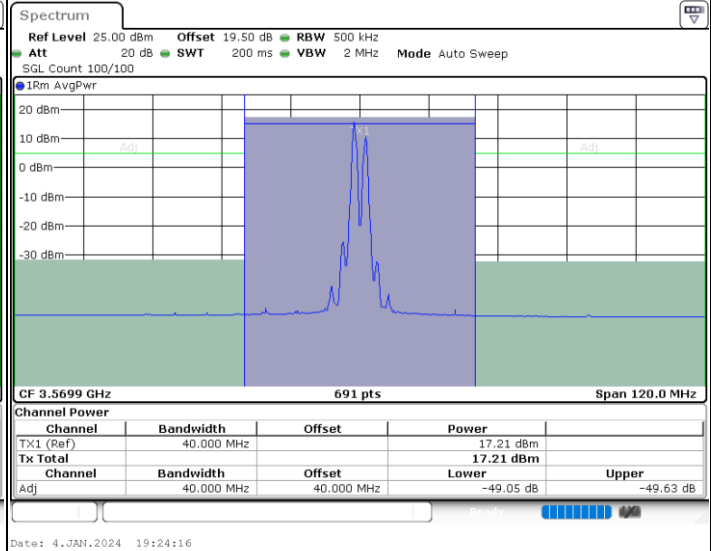 Spectrum
Ref Level 25.00 dBm Offset 19.50 dB RBW 500 kHz
Att 20 dB SWT 200 ms VBW 2 MHz Mode Auto Sweep
SGL Count 100/100
1Rm AvgPwr
20 dBm
TX1
10 dBm
Adj Adj
0 dBm
-10 dBm
-20 dBm
-30 dBm
CF 3.5699 GHz 691 pts Span 120.0 MHz
Channel Power
Channel Bandwidth Offset Power
TX1 (Ref) 40.000 MHz 17.21 dBm
Tx Total 17.21 dBm
Channel Bandwidth Offset Lower Upper
Adj 40.000 MHz 40.000 MHz -49.05 dB -49.63 dB
Ready
Date: 4.JAN.2024 19:24:16